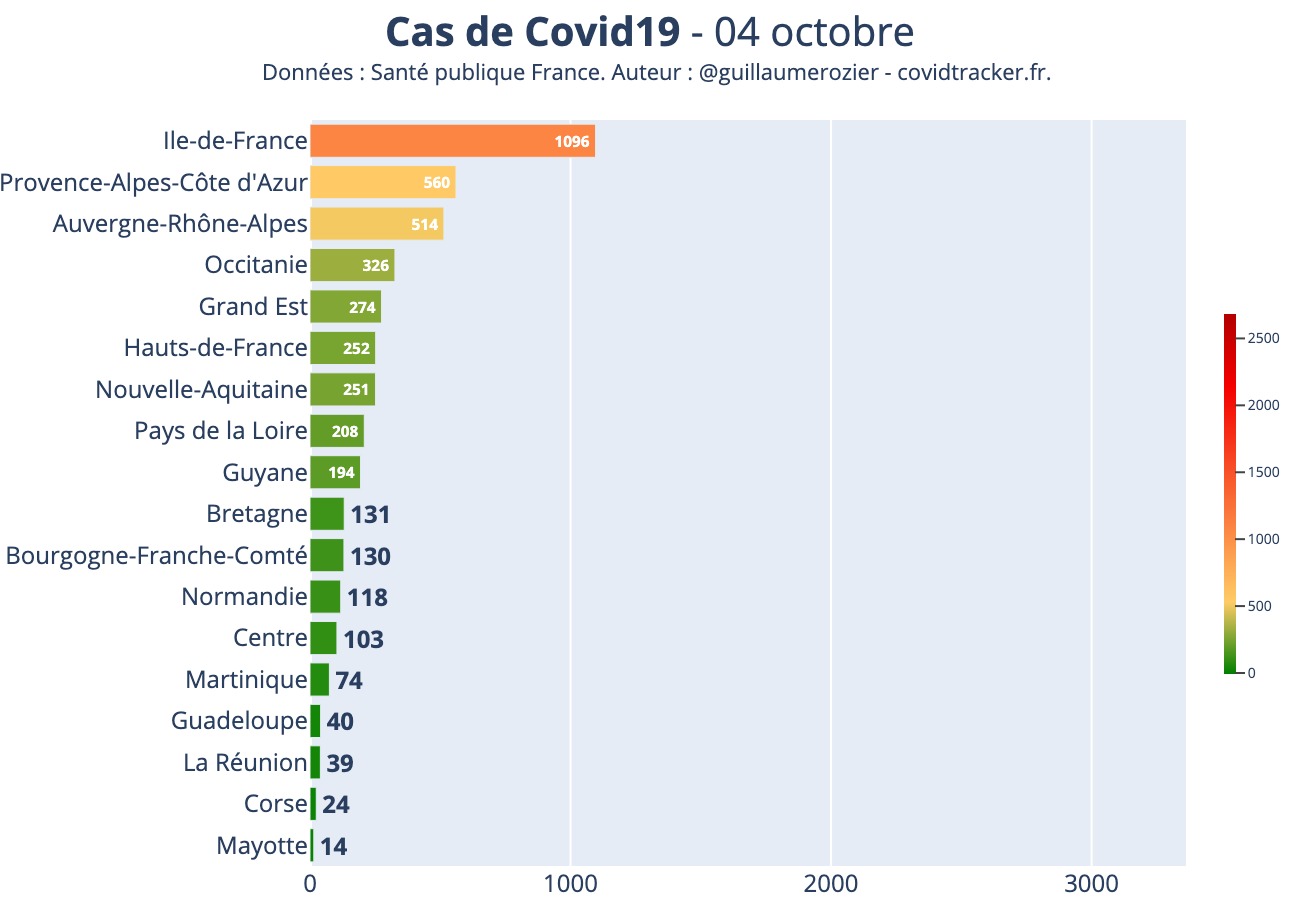 Cas de Covid19 - 04 octobre
Données : Santé publique France. Auteur : @guillaumerozier - covidtracker.fr.
Ile-de-France 1096
Provence-Alpes-Côte d'Azur 560
Auvergne-Rhône-Alpes 514
Occitanie 326
Grand Est 274
Hauts-de-France 252
Nouvelle-Aquitaine 251
Pays de la Loire 208
Guyane 194
Bretagne 131
Bourgogne-Franche-Comté 130
Normandie 118
Centre 103
Martinique 74
Guadeloupe 40
La Réunion 39
Corse 24
Mayotte 14
0 1000 2000 3000
2500
2000
1500
1000
500
0